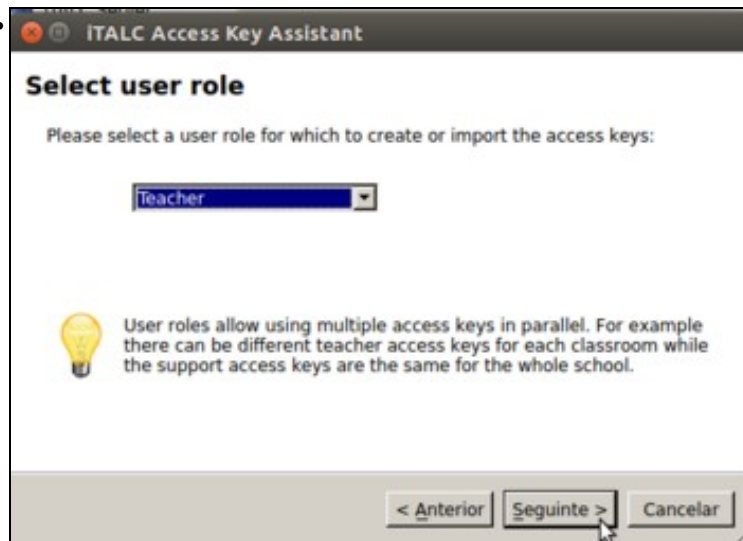 iTALC Access Key Assistant
Select user role
Please select a user role for which to create or import the access keys:
Teacher
User roles allow using multiple access keys in parallel. For example
there can be different teacher access keys for each classroom while
the support access keys are the same for the whole school.
< Anterior Seguinte > Cancelar